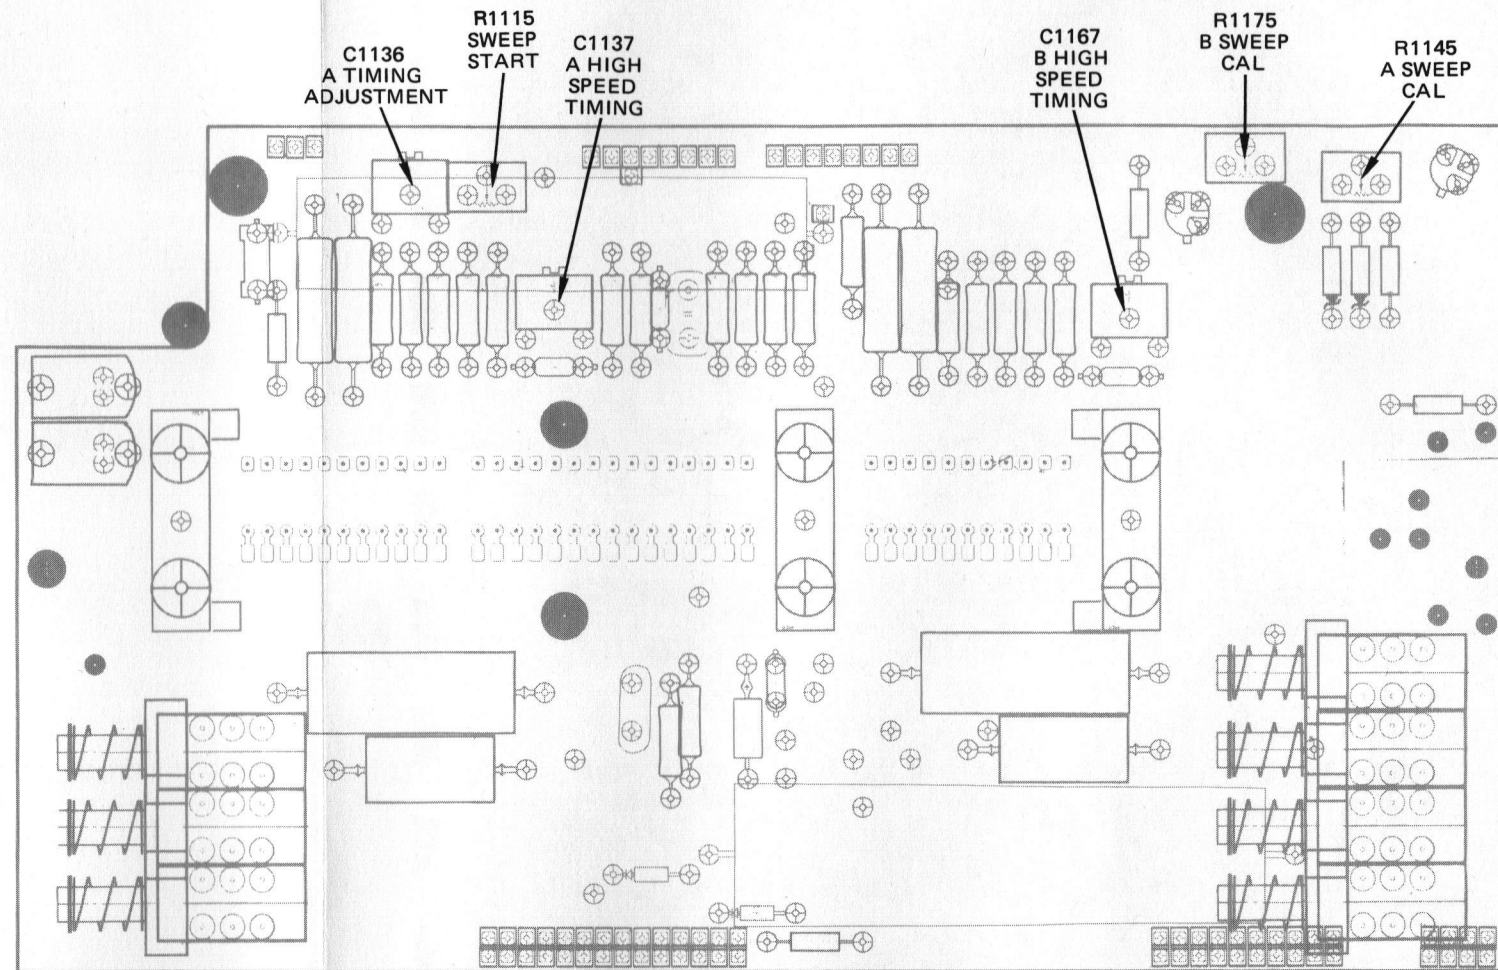 C1136
A TIMING
ADJUSTMENT
R1115
SWEEP
START
C1137
A HIGH
SPEED
TIMING
C1167
B HIGH
SPEED
TIMING
R1175
B SWEEP
CAL
R1145
A SWEEP
CAL